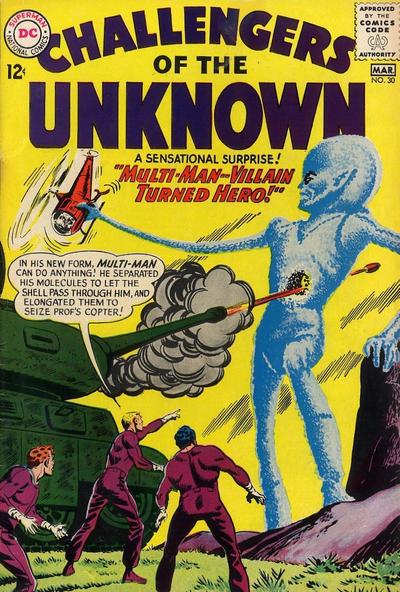 SUPERMAN
DC
NATIONAL COMICS
APPROVED
BY THE
COMICS
CODE
AUTHORITY
CHALLENGERS
OF THE
UNKNOWN
12¢
MAR.
NO. 30
A SENSATIONAL SURPRISE!
"MULTI-MAN--VILLAIN
TURNED HERO!"
IN HIS NEW FORM, MULTI-MAN
CAN DO ANYTHING! HE SEPARATED
HIS MOLECULES TO LET THE
SHELL PASS THROUGH HIM, AND
ELONGATED THEM TO
SEIZE PROF'S COPTER!